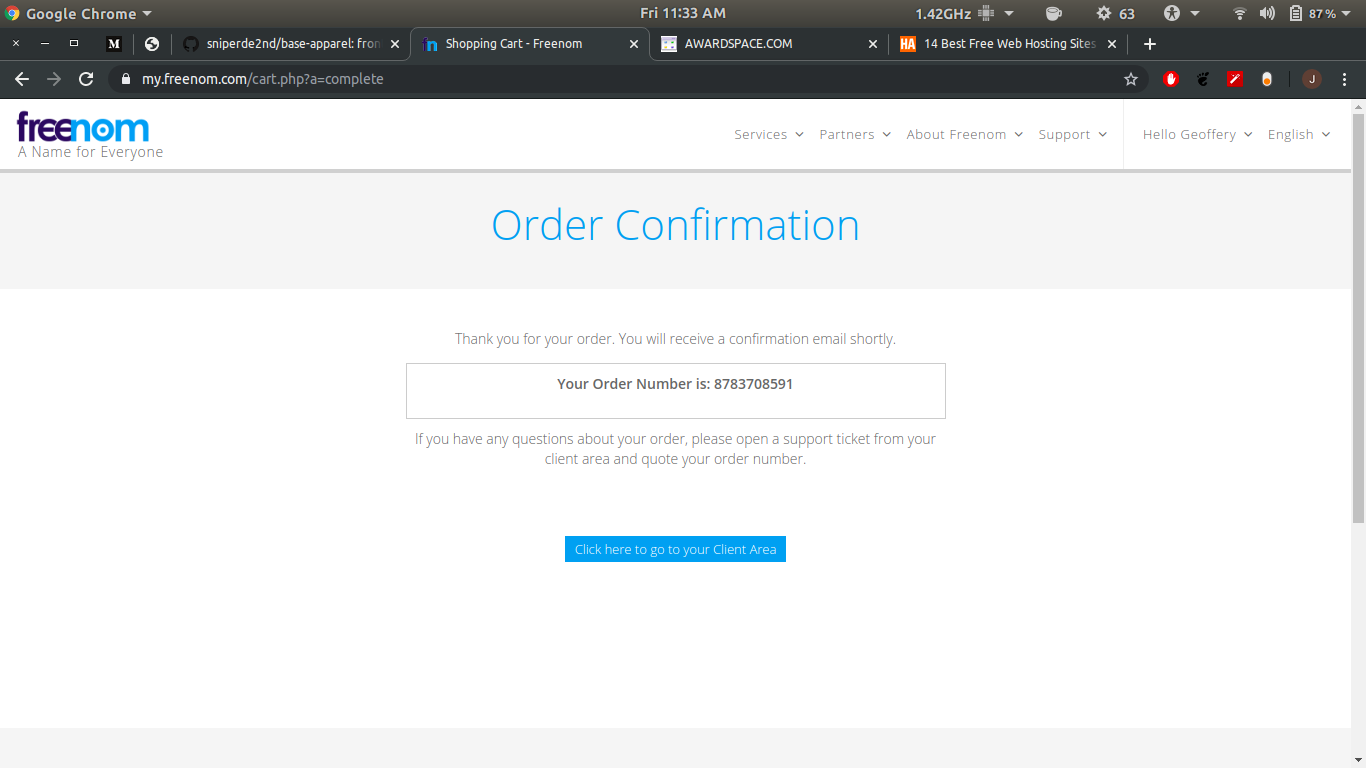 Google Chrome
Fri 11:33 AM
1.42GHz
63
87%
M
sniperde2nd/base-apparel: fron
fn
Shopping Cart - Freenom
AWARDSPACE.COM
HA
14 Best Free Web Hosting Sites
my.freenom.com/cart.php?a=complete
J
freenom
A Name for Everyone
Services
Partners
About Freenom
Support
Hello Geoffery
English
Order Confirmation
Thank you for your order. You will receive a confirmation email shortly.
Your Order Number is: 8783708591
If you have any questions about your order, please open a support ticket from your
client area and quote your order number.
Click here to go to your Client Area